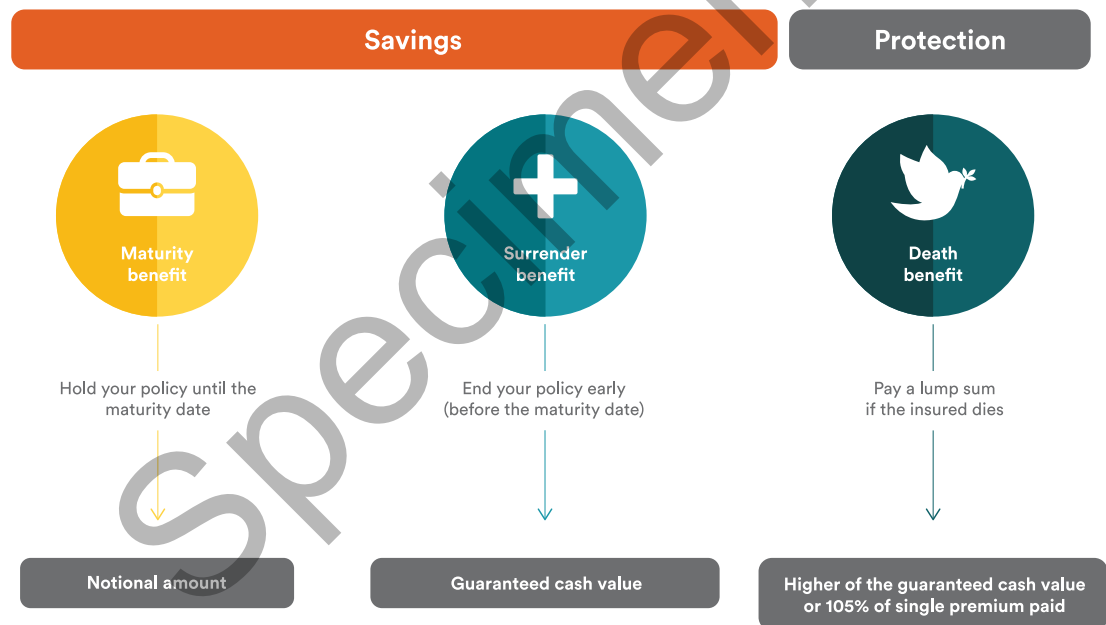 Savings
Protection
Maturity
benefit
Surrender
benefit
Death
benefit
Hold your policy until the
maturity date
End your policy early
(before the maturity date)
Pay a lump sum
if the insured dies
Notional amount
Guaranteed cash value
Higher of the guaranteed cash value
or 105% of single premium paid
Specimen